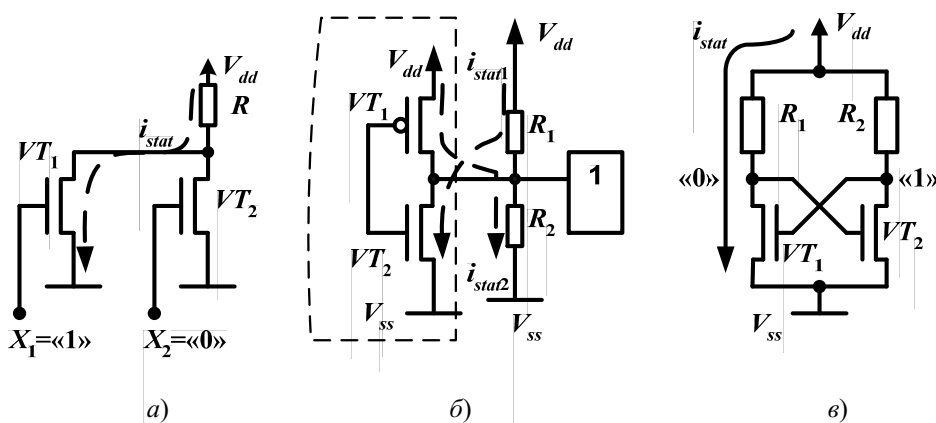 V_dd
R
i_stat
VT_1
VT_2
X_1=«1»
X_2=«0»
а)
V_dd
i_stat1
V_dd
VT_1
R_1
1
R_2
VT_2
i_stat2
V_ss
V_ss
б)
i_stat
V_dd
R_1
R_2
«0»
«1»
VT_1
VT_2
V_ss
в)